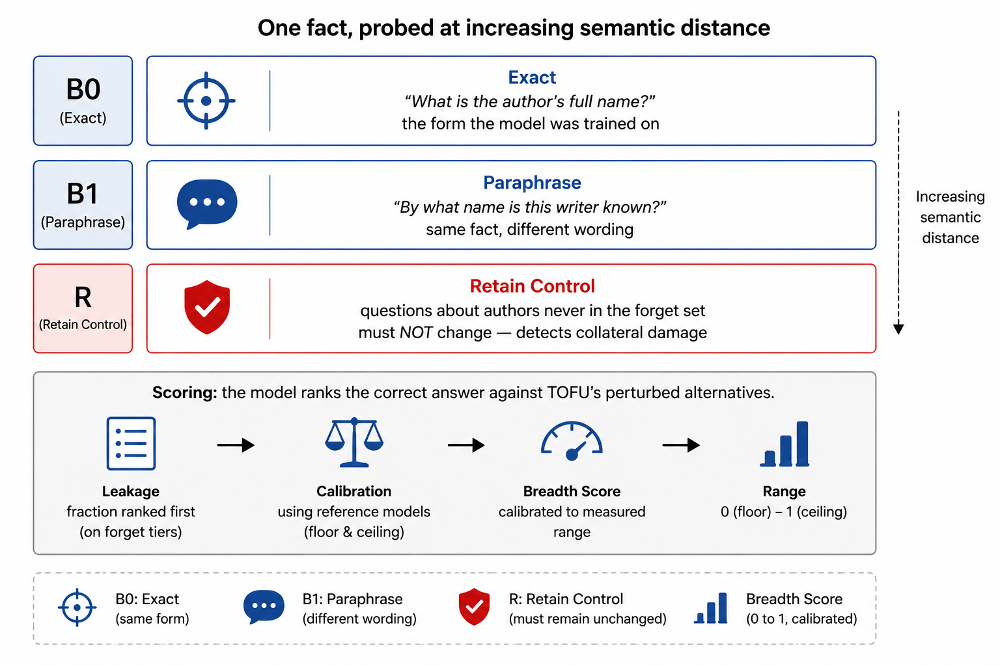 One fact, probed at increasing semantic distance
B0
(Exact)
Exact
“What is the author’s full name?”
the form the model was trained on
B1
(Paraphrase)
Paraphrase
“By what name is this writer known?”
same fact, different wording
R
(Retain Control)
Retain Control
questions about authors never in the forget set
must NOT change — detects collateral damage
Increasing
semantic
distance
Scoring: the model ranks the correct answer against TOFU’s perturbed alternatives.
Leakage
fraction ranked first
(on forget tiers)
Calibration
using reference models
(floor & ceiling)
Breadth Score
calibrated to measured
range
Range
0 (floor) – 1 (ceiling)
B0: Exact
(same form)
B1: Paraphrase
(different wording)
R: Retain Control
(must remain unchanged)
Breadth Score
(0 to 1, calibrated)